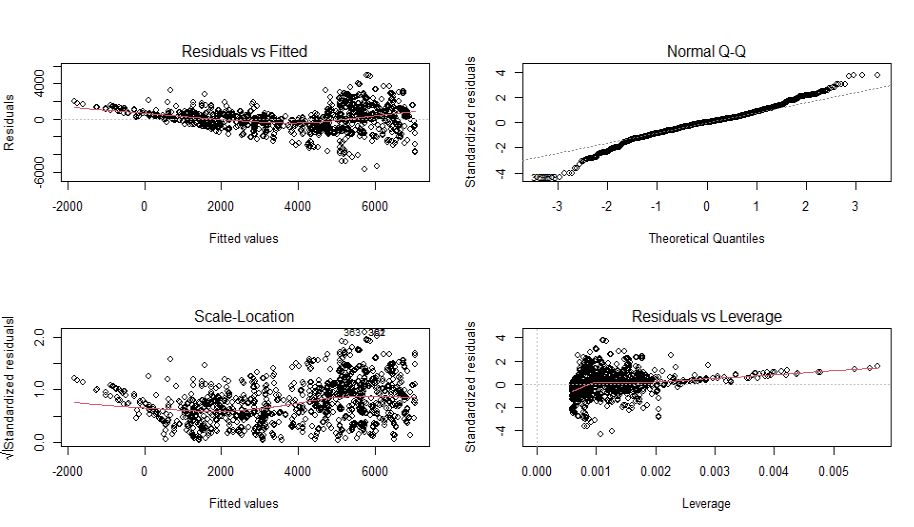 Residuals vs Fitted
Residuals
-6000 0 4000
-2000 0 2000 4000 6000
Fitted values
Normal Q-Q
Standardized residuals
-4 -2 0 2 4
-3 -2 -1 0 1 2 3
Theoretical Quantiles
Scale-Location
√|Standardized residuals|
0.0 1.0 2.0
-2000 0 2000 4000 6000
Fitted values
Residuals vs Leverage
Standardized residuals
-4 -2 0 2 4
0.000 0.001 0.002 0.003 0.004 0.005
Leverage